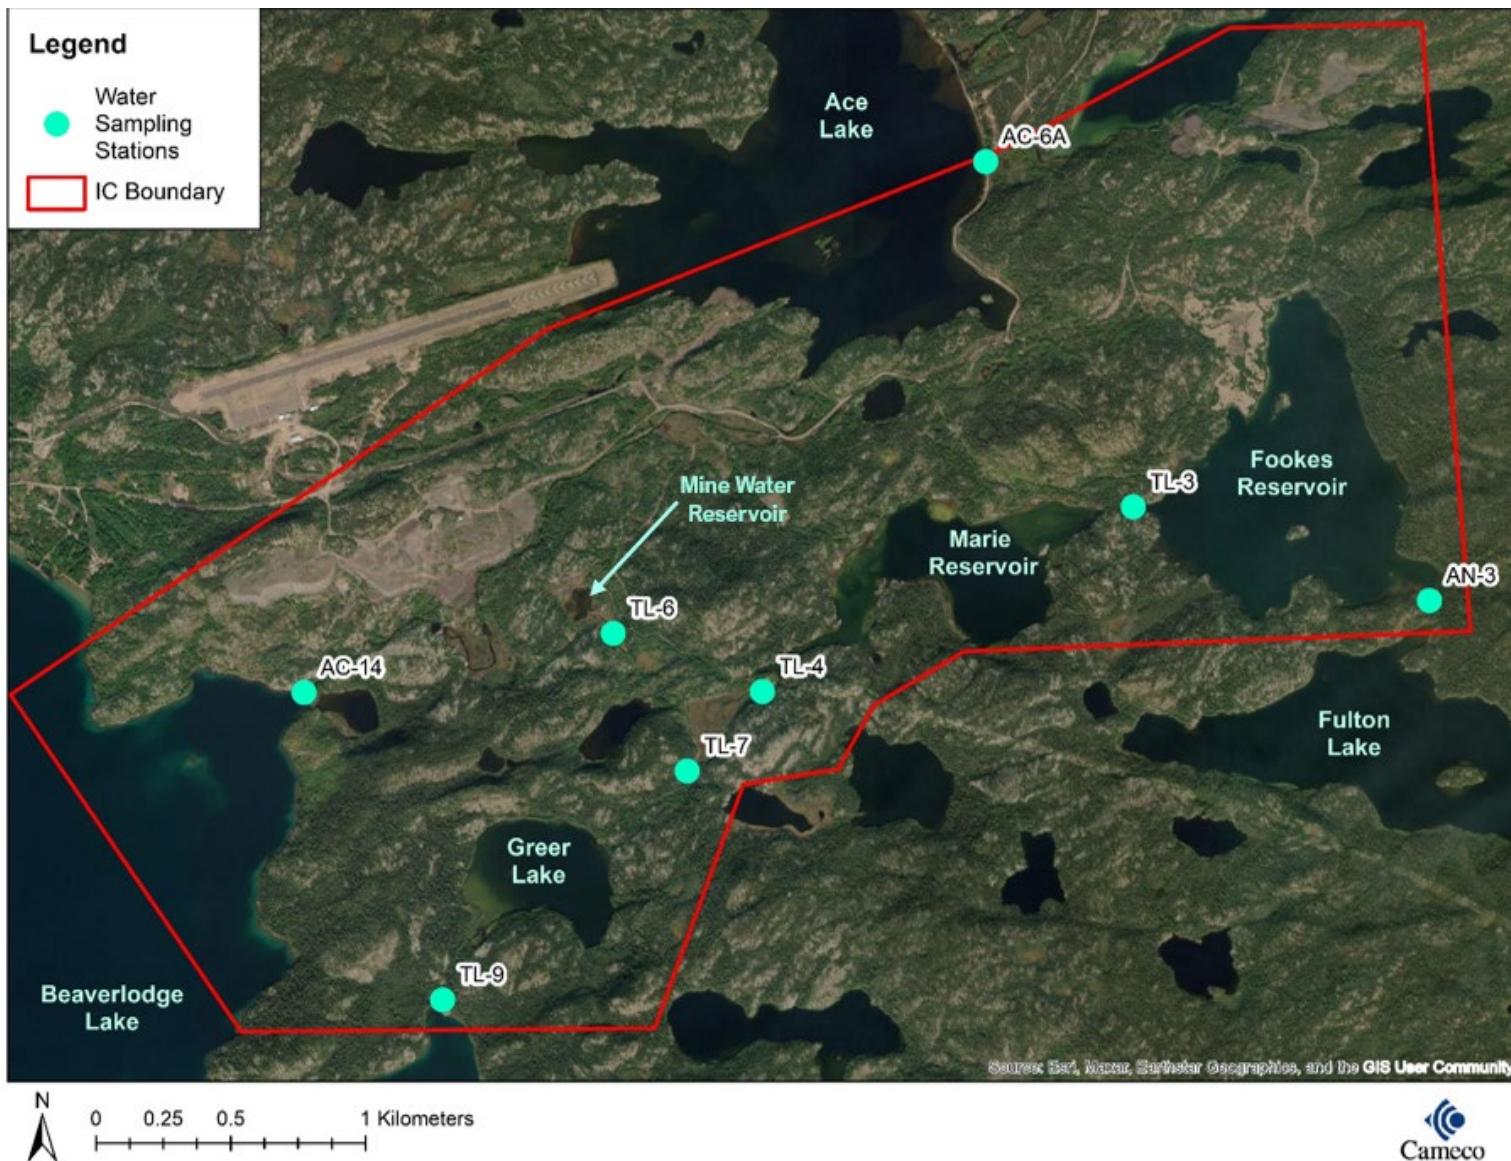 Legend
Water
Sampling
Stations
IC Boundary
Ace
Lake
AC-6A
Mine Water
Reservoir
TL-3
Fookes
Reservoir
Marie
Reservoir
AN-3
TL-6
AC-14
TL-4
TL-7
Fulton
Lake
Greer
Lake
TL-9
Beaverlodge
Lake
Source: Esri, Maxar, Earthstar Geographics, and the GIS User Community
N
0 0.25 0.5 1 Kilometers
Cameco